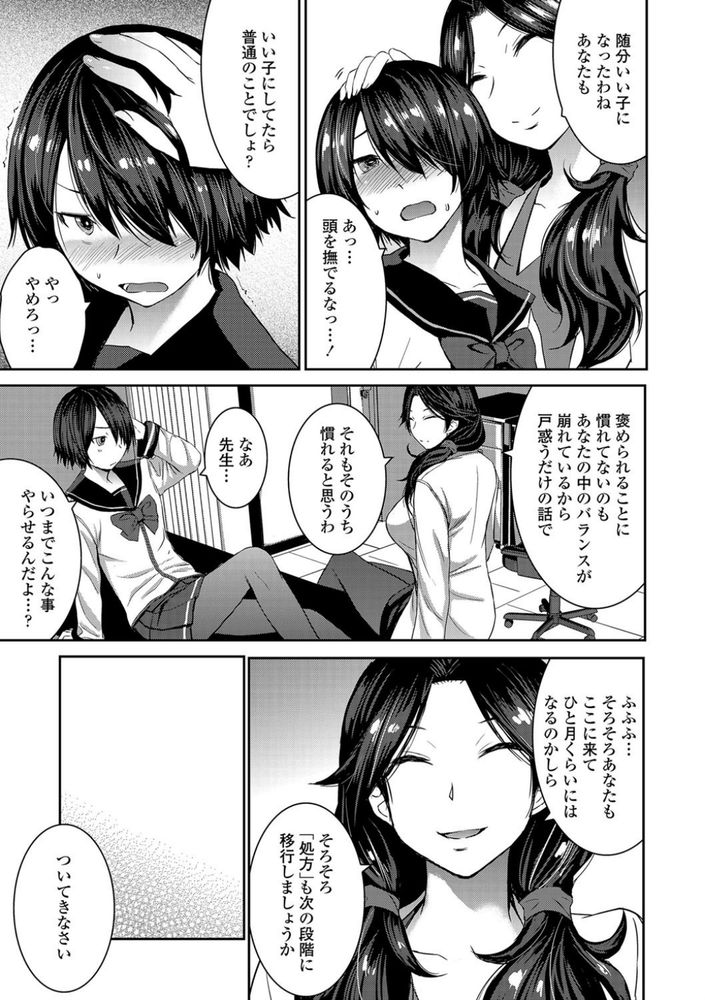 随分いい子に
なったわね
あなたも
あっ…
頭を撫でるなっ…!
いい子にしてたら
普通のことでしょ?
やっ
やめろっ…
褒められることに
慣れてないのも
あなたの中のバランスが
崩れているから
戸惑うだけの話で
それもそのうち
慣れると思うわ
なあ
先生…
いつまでこんな事
やらせるんだよ…?
ふふふ…
そろそろあなたも
ここに来て
ひと月くらいには
なるのかしら
そろそろ
「処方」も次の段階に
移行しましょうか
ついてきなさい